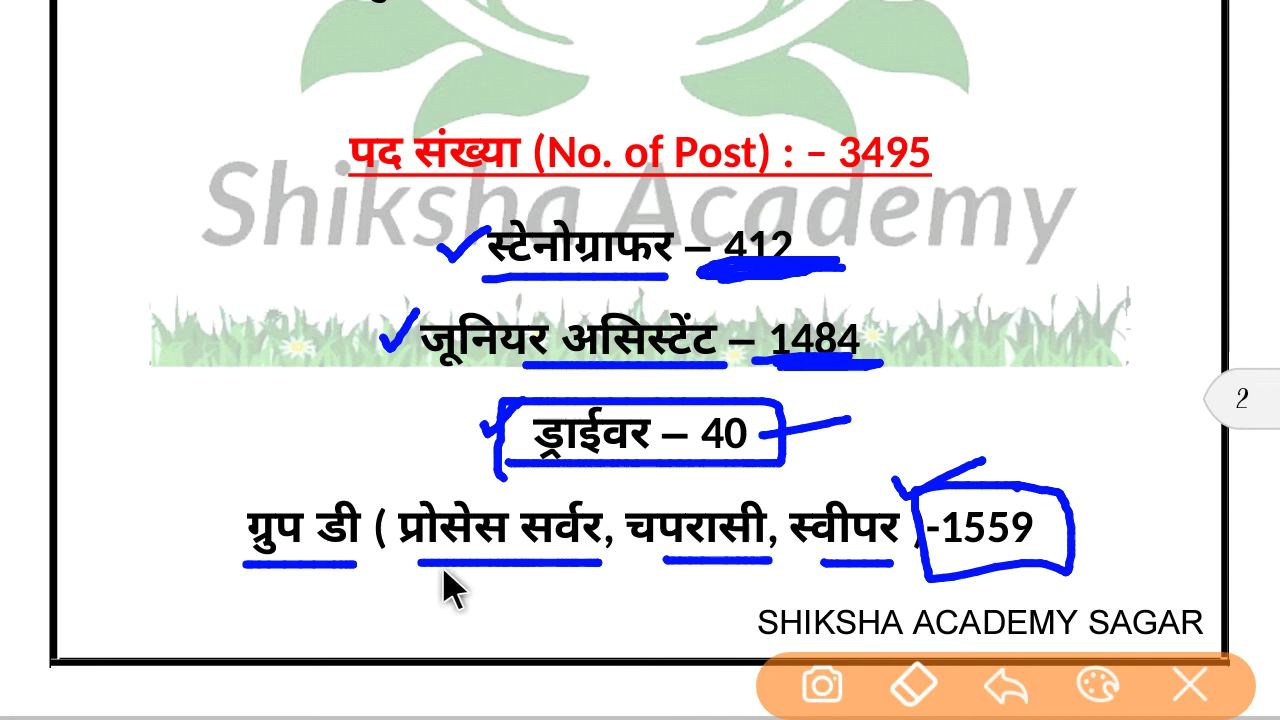 पद संख्या (No. of Post) : – 3495
Shiksha Academy
स्टेनोग्राफर – 412
जूनियर असिस्टेंट – 1484
ड्राईवर – 40
ग्रुप डी ( प्रोसेस सर्वर, चपरासी, स्वीपर )-1559
2
SHIKSHA ACADEMY SAGAR